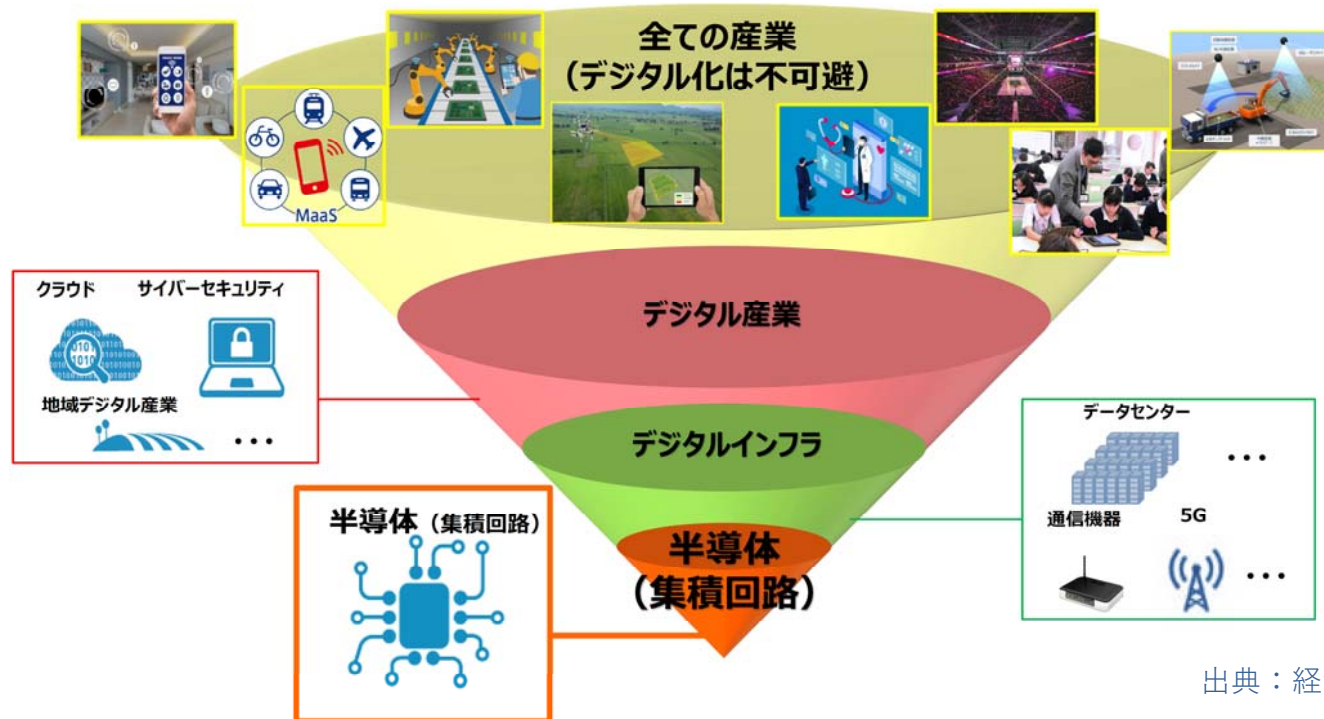 全ての産業
（デジタル化は不可避）
MaaS
デジタル産業
クラウド
サイバーセキュリティ
地域デジタル産業
・・・
デジタルインフラ
データセンター
・・・
通信機器
5G
・・・
半導体（集積回路）
半導体
（集積回路）
出典：経